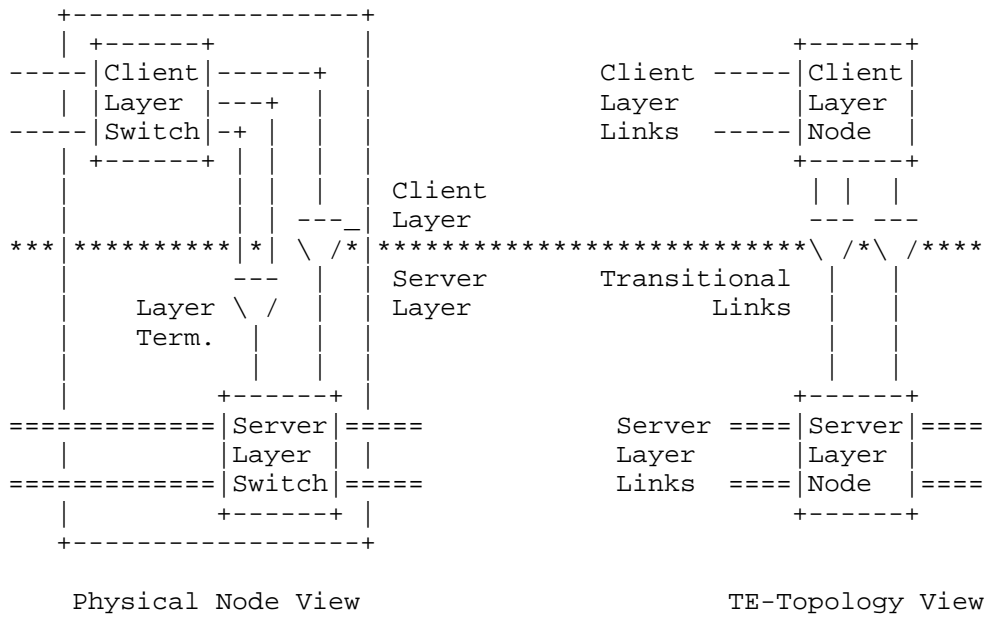 Client Client Client
Layer Layer Layer
Switch Links Node
Client
Layer
Server Transitional
Layer Layer Links
Term.
Server Server Server
Layer Layer Layer
Switch Links Node
Physical Node View TE-Topology View